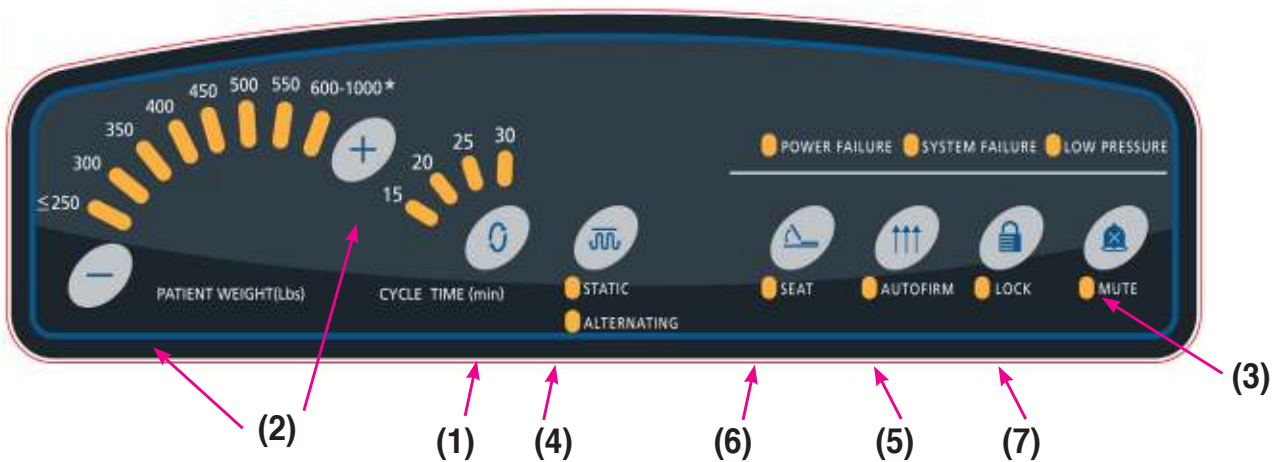 ≤250
300
350
400
450
500
550
600-1000*
+
15
20
25
30
POWER FAILURE SYSTEM FAILURE LOW PRESSURE
−
PATIENT WEIGHT(Lbs) CYCLE TIME (min)
STATIC
ALTERNATING
SEAT
AUTOFIRM
LOCK
MUTE
(2) (1) (4) (6) (5) (7) (3)